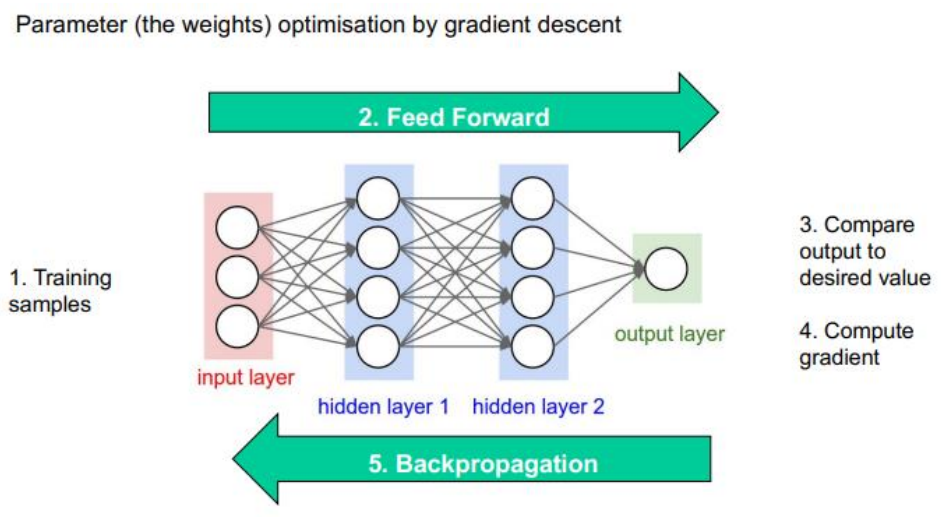 Parameter (the weights) optimisation by gradient descent
2. Feed Forward
1. Training
samples
3. Compare
output to
desired value
4. Compute
gradient
output layer
input layer
hidden layer 1
hidden layer 2
5. Backpropagation